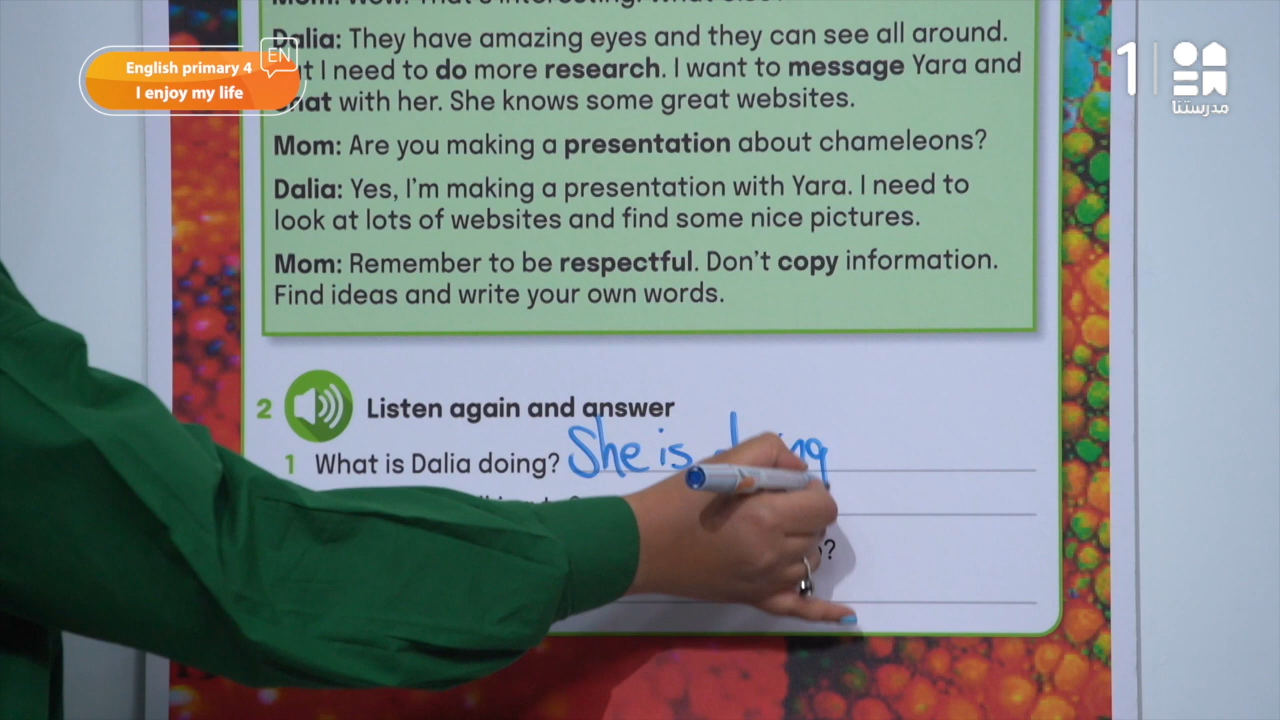 Dalia: They have amazing eyes and they can see all around.
I need to do more research. I want to message Yara and
chat with her. She knows some great websites.
Mom: Are you making a presentation about chameleons?
Dalia: Yes, I'm making a presentation with Yara. I need to
look at lots of websites and find some nice pictures.
Mom: Remember to be respectful. Don't copy information.
Find ideas and write your own words.
2 Listen again and answer
1 What is Dalia doing? She is
English primary 4
I enjoy my life
EN
1
مدرستنا